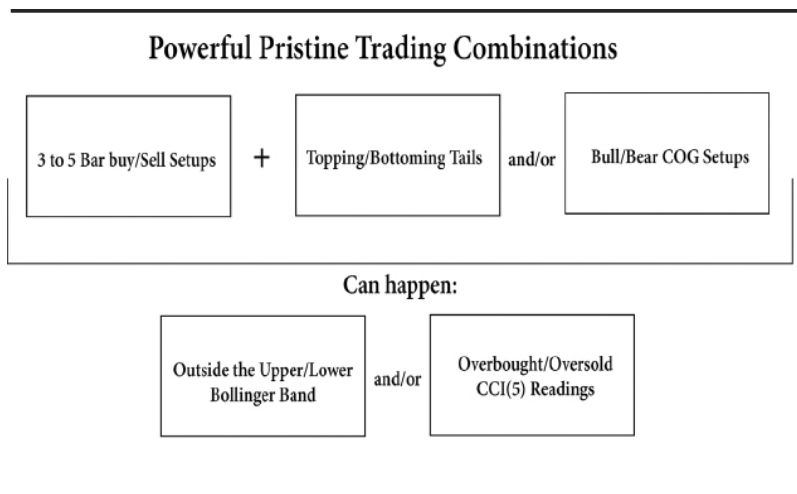 Powerful Pristine Trading Combinations
3 to 5 Bar buy/Sell Setups
+
Topping/Bottoming Tails
and/or
Bull/Bear COG Setups
Can happen:
Outside the Upper/Lower
Bollinger Band
and/or
Overbought/Oversold
CCI(5) Readings